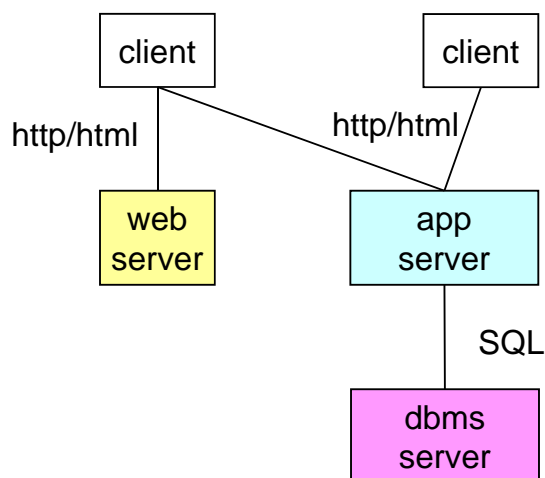 client
client
http/html
http/html
web
server
app
server
SQL
dbms
server